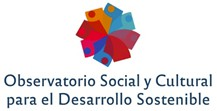 Observatorio Social y Cultural
para el Desarrollo Sostenible